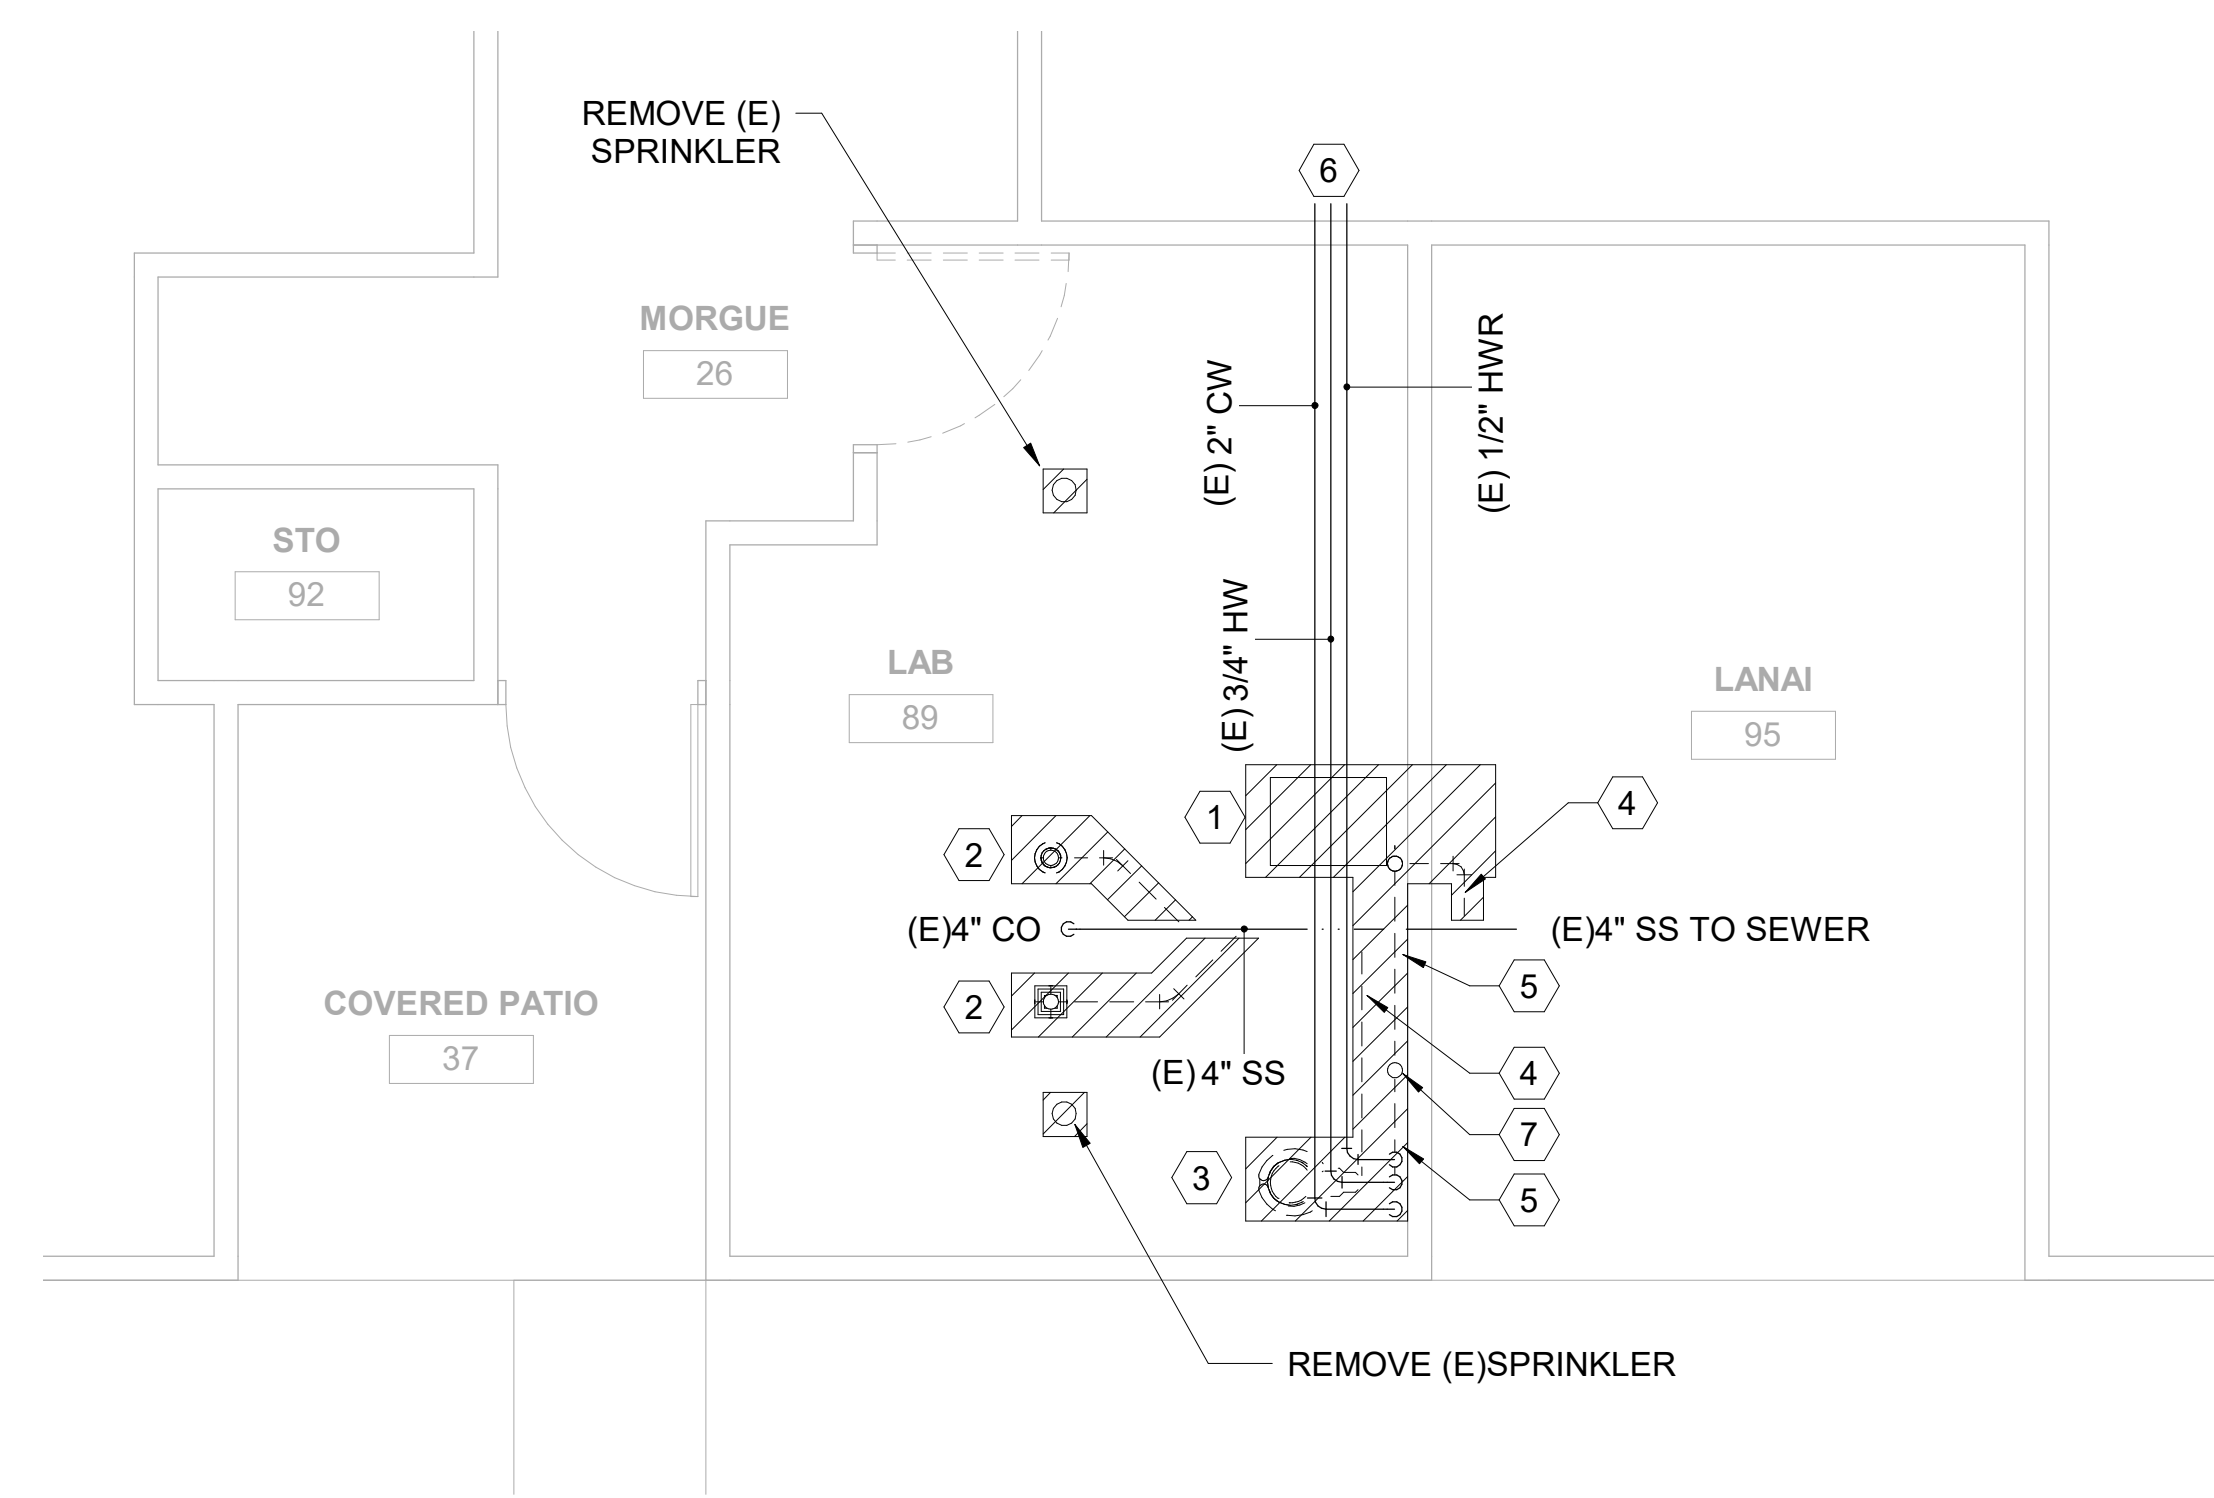 REMOVE (E)
SPRINKLER
6
MORGUE
26
(E) 2" CW
(E) 1/2" HWR
STO
92
(E) 3/4" HW
LAB
89
LANAI
95
1
4
2
(E)4" CO
(E)4" SS TO SEWER
5
2
COVERED PATIO
37
(E) 4" SS
4
7
3
5
REMOVE (E)SPRINKLER